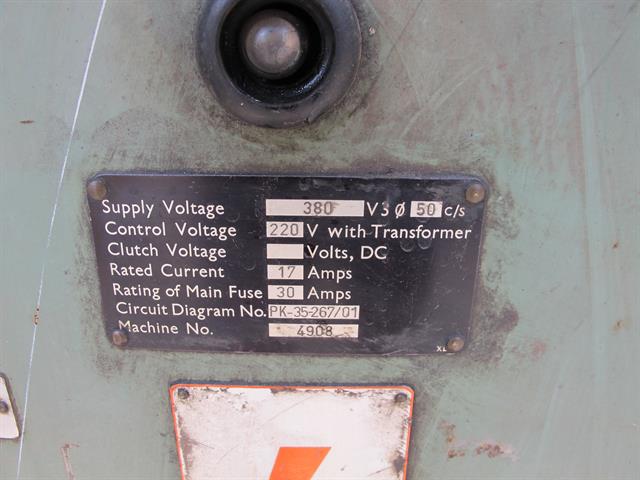 Supply Voltage 380 V 3 Ø 50 c/s
Control Voltage 220 V with Transformer
Clutch Voltage Volts, DC
Rated Current 17 Amps
Rating of Main Fuse 30 Amps
Circuit Diagram No. PK-35-267/01
Machine No. 4908